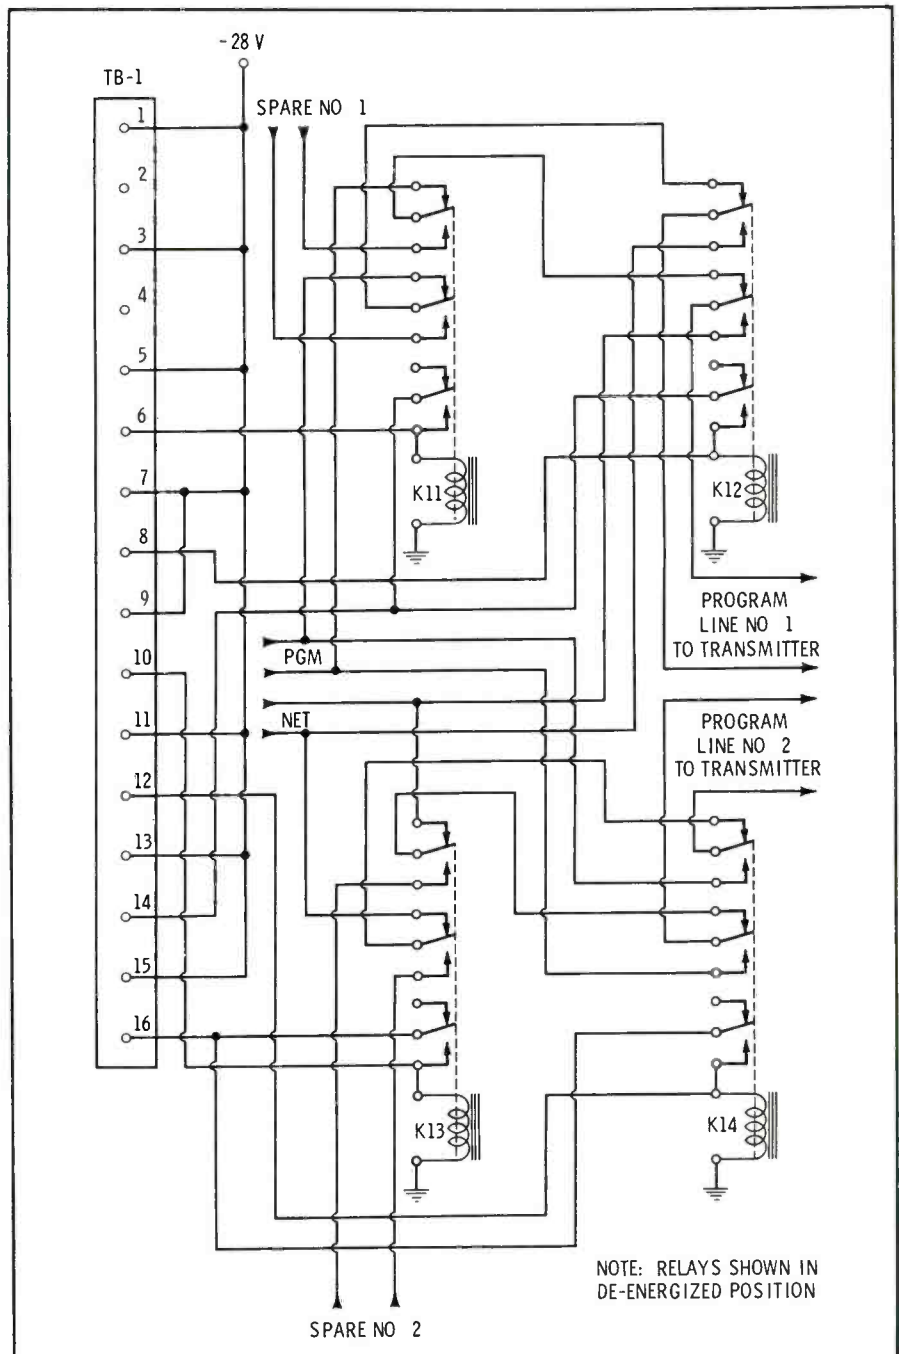 -28 V
TB-1
SPARE NO 1
1
2
3
4
5
6
7
8
9
10
11
12
13
14
15
16
K11
K12
PROGRAM
LINE NO 1
TO TRANSMITTER
PGM
NET
PROGRAM
LINE NO 2
TO TRANSMITTER
K13
K14
NOTE: RELAYS SHOWN IN
DE-ENERGIZED POSITION
SPARE NO 2